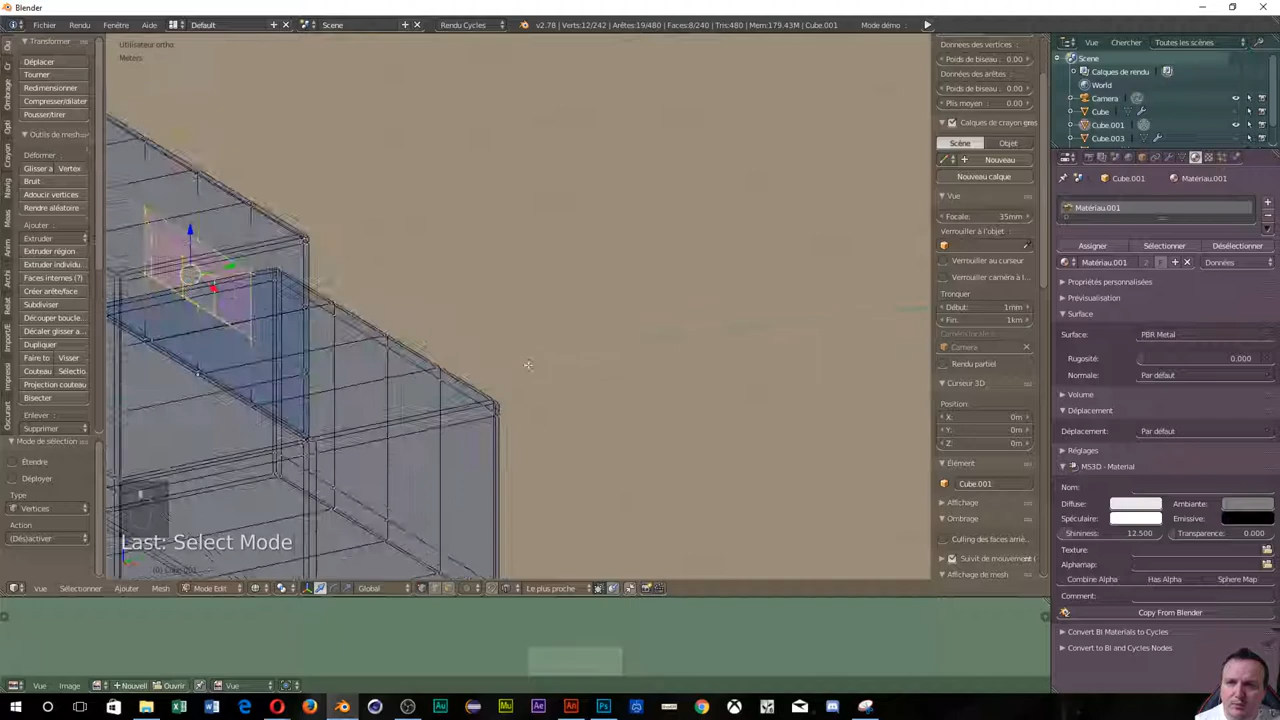 Blender
Fichier Rendu Fenêtre Aide Default Scene Rendu Cycles v2.78 | Verts:12/242 | Arêtes:19/480 | Faces:8/240 | Tris:480 | Mem:179.43M | Cube.001 Mode démo
Transformer
Déplacer
Tourner
Redimensionner
Compresser/dilater
Pousser/tirer
Outils de mesh
Déformer:
Glisser a Vertex
Bruit
Adoucir vertices
Rendre aléatoire
Ajouter:
Extruder
Extruder région
Extruder individu
Faces internes (?)
Créer arête/face
Subdiviser
Découper boucle...
Décaler glisser a...
Dupliquer
Faire to Visser
Couteau Sélectio
Projection couteau
Bisecter
Enlever:
Supprimer
Mode de sélection
Étendre
Déployer
Type
Vertices
Action
(Dés)activer
Utilisateur ortho
Meters
Last: Select Mode
(0) Cube.001
Données des vertices:
Poids de biseau : 0.00
Données des arêtes:
Poids de biseau : 0.00
Plis moyen : 0.00
Calques de crayon gras
Scène Objet
Nouveau
Nouveau calque
Vue
Focale: 35mm
Verrouiller à l'objet:
Verrouiller au curseur
Verrouiller caméra à l...
Tronquer
Début: 1mm
Fin: 1km
Caméra locale:
Camera
Rendu partiel
Curseur 3D
Position:
X: 0m
Y: 0m
Z: 0m
Élément
Cube.001
Affichage
Ombrage
Culling des faces arriè...
Suivit de mouvement
Affichage de mesh
Vue Chercher Toutes les scènes
Scene
Calques de rendu
World
Camera
Cube
Cube.001
Cube.003
Cube.001 Matériau.001
Matériau.001
Assigner Sélectionner Désélectionner
Matériau.001 2 F Données
Propriétés personnalisées
Prévisualisation
Surface
Surface: PBR Metal
Rugosité: 0.000
Normale: Par défaut
Volume
Déplacement
Déplacement: Par défaut
Réglages
MS3D - Material
Nom:
Diffuse: Ambiante:
Spéculaire: Emissive:
Shininess: 12.500 Transparence: 0.000
Texture:
Alphamap:
Combine Alpha Has Alpha Sphere Map
Comment:
Copy From Blender
Convert BI Materials to Cycles
Convert to BI and Cycles Nodes
Vue Sélectionner Ajouter Mesh Mode Edit Global Le plus proche
Vue Image Nouvell Ouvrir Vue